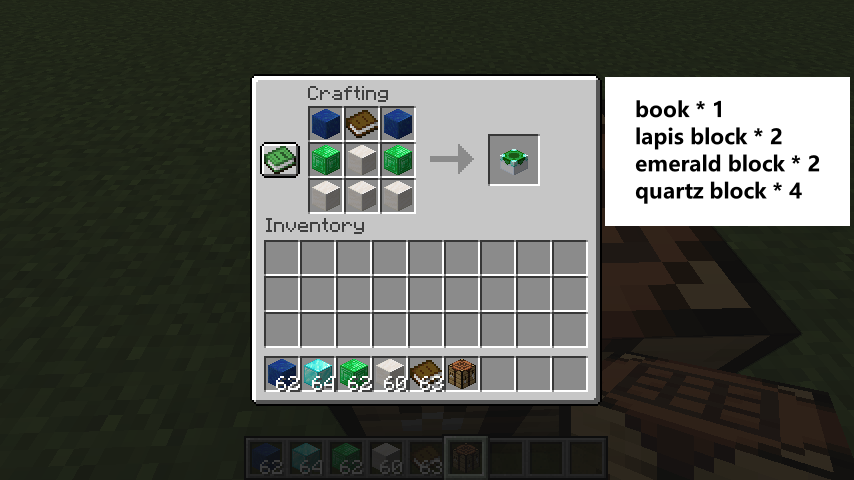 Crafting
book * 1
lapis block * 2
emerald block * 2
quartz block * 4
Inventory
62 64 62 60 63
62 64 62 60 63